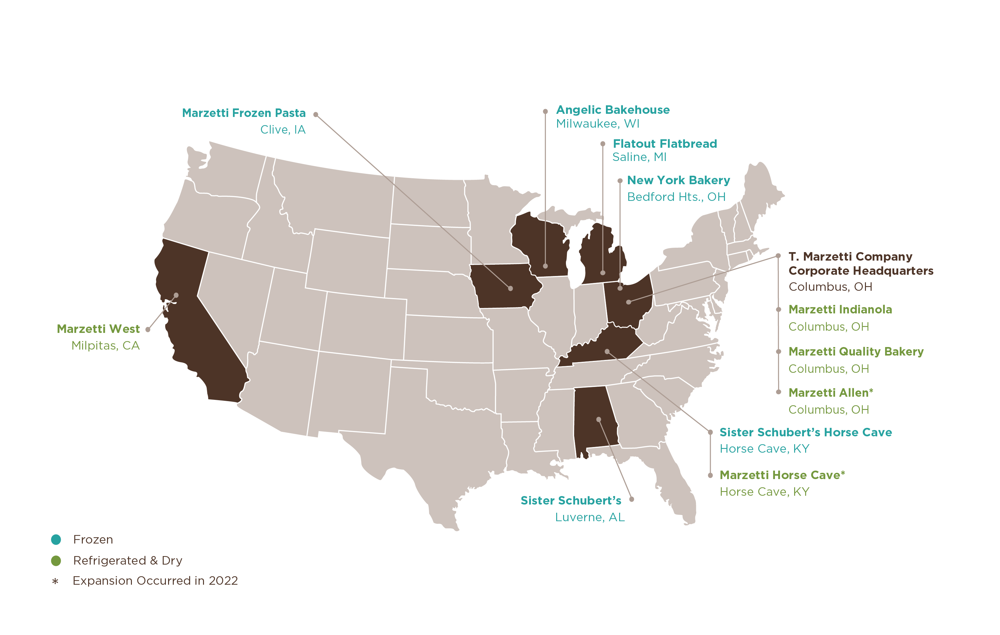 Marzetti Frozen Pasta
Clive, IA
Angelic Bakehouse
Milwaukee, WI
Flatout Flatbread
Saline, MI
New York Bakery
Bedford Hts., OH
T. Marzetti Company
Corporate Headquarters
Columbus, OH
Marzetti Indianola
Columbus, OH
Marzetti West
Milpitas, CA
Marzetti Quality Bakery
Columbus, OH
Marzetti Allen*
Columbus, OH
Sister Schubert’s Horse Cave
Horse Cave, KY
Marzetti Horse Cave*
Horse Cave, KY
Sister Schubert’s
Luverne, AL
Frozen
Refrigerated & Dry
* Expansion Occurred in 2022